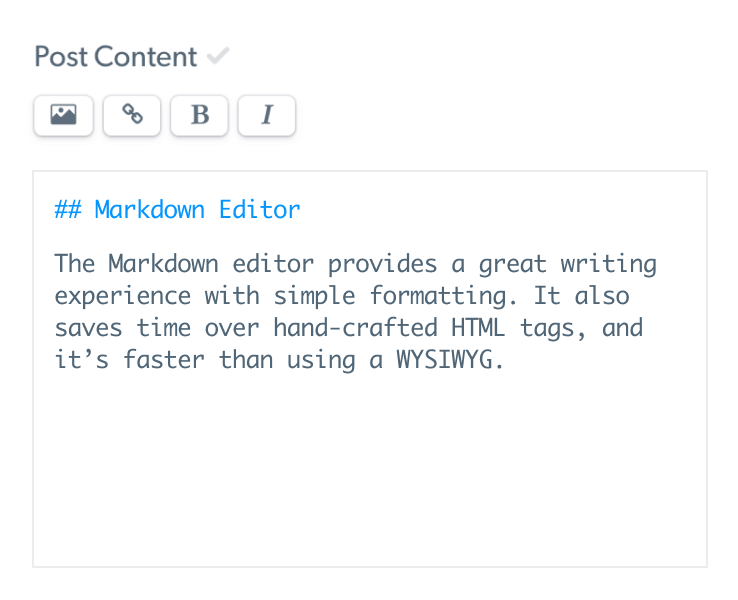 Post Content
B
I
## Markdown Editor
The Markdown editor provides a great writing
experience with simple formatting. It also
saves time over hand-crafted HTML tags, and
it’s faster than using a WYSIWYG.